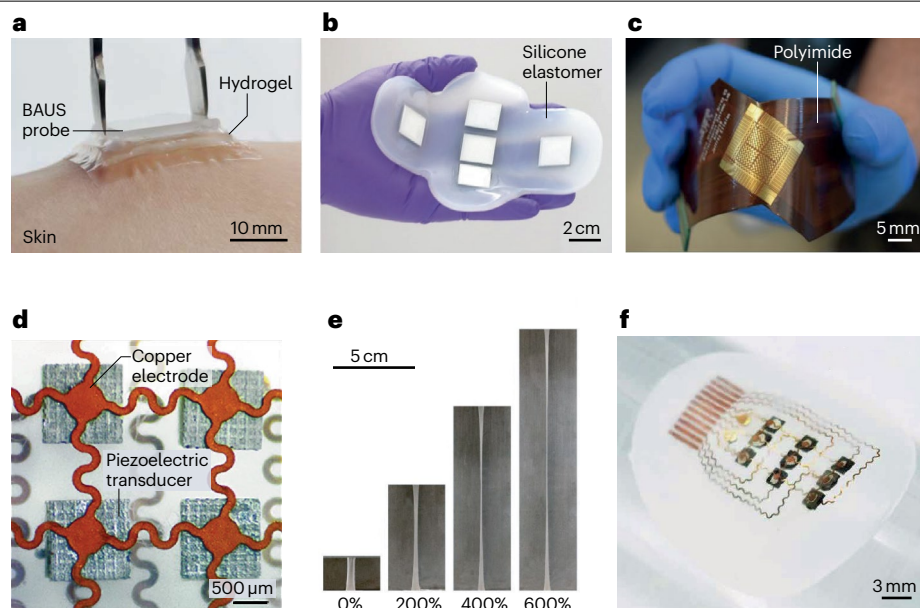 a
BAUS
probe
Hydrogel
Skin
10 mm
b
Silicone
elastomer
2 cm
c
Polyimide
5 mm
d
Copper
electrode
Piezoelectric
transducer
500 µm
e
5 cm
0%
200%
400%
600%
f
3 mm